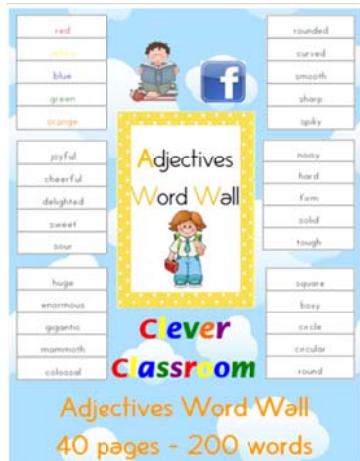 red
yellow
blue
green
orange
joyful
cheerful
delighted
sweet
sour
huge
enormous
gigantic
mammoth
colossal
f
Adjectives
Word Wall
Clever
Classroom
rounded
curved
smooth
sharp
spiky
noisy
hard
firm
solid
tough
square
boxy
circle
circular
round
Adjectives Word Wall
40 pages - 200 words